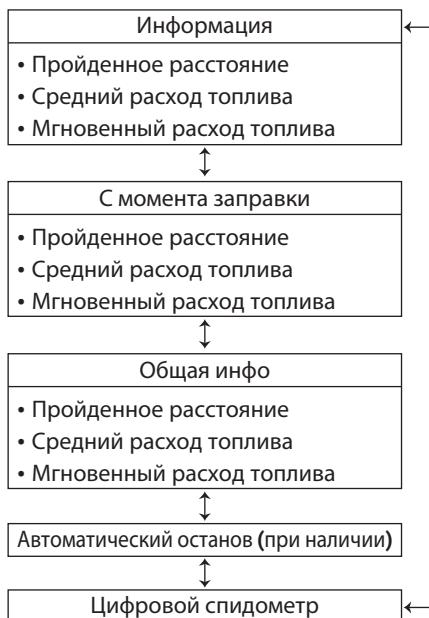 Информация
• Пройденное расстояние
• Средний расход топлива
• Мгновенный расход топлива
С момента заправки
• Пройденное расстояние
• Средний расход топлива
• Мгновенный расход топлива
Общая инфо
• Пройденное расстояние
• Средний расход топлива
• Мгновенный расход топлива
Автоматический останов (при наличии)
Цифровой спидометр